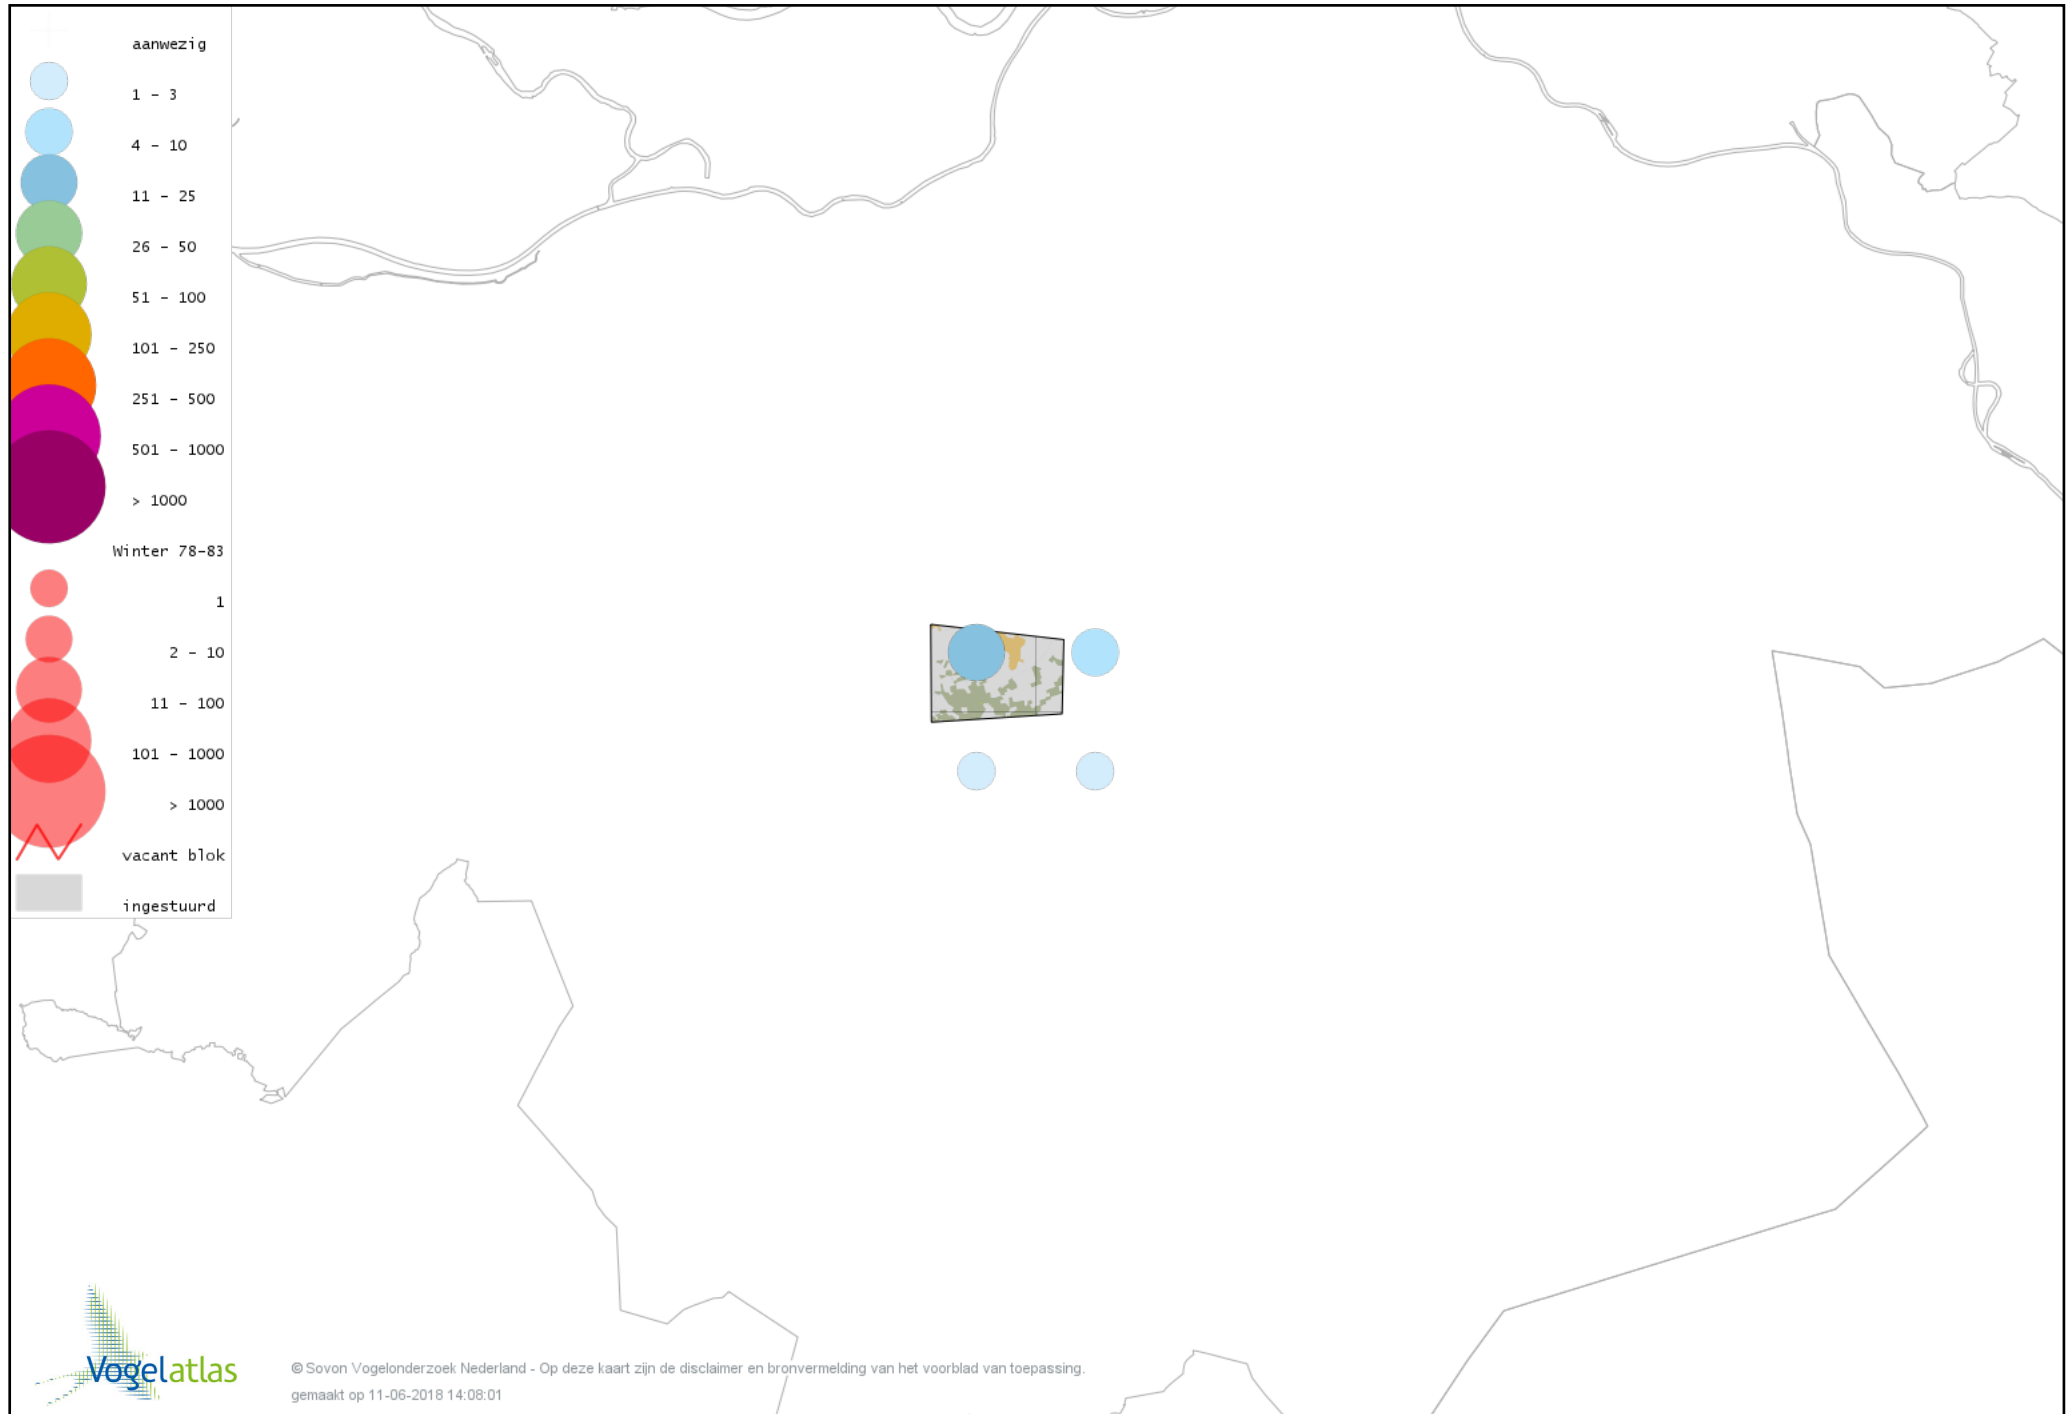 aanwezig
1 - 3
4 - 10
11 - 25
26 - 50
51 - 100
101 - 250
251 - 500
501 - 1000
> 1000
Winter 78-83
1
2 - 10
11 - 100
101 - 1000
> 1000
vacant blok
ingestuurd
Vogelatlas
© Sovon Vogelonderzoek Nederland - Op deze kaart zijn de disclaimer en bronvermelding van het voorblad van toepassing.
gemaakt op 11-06-2018 14:08:01